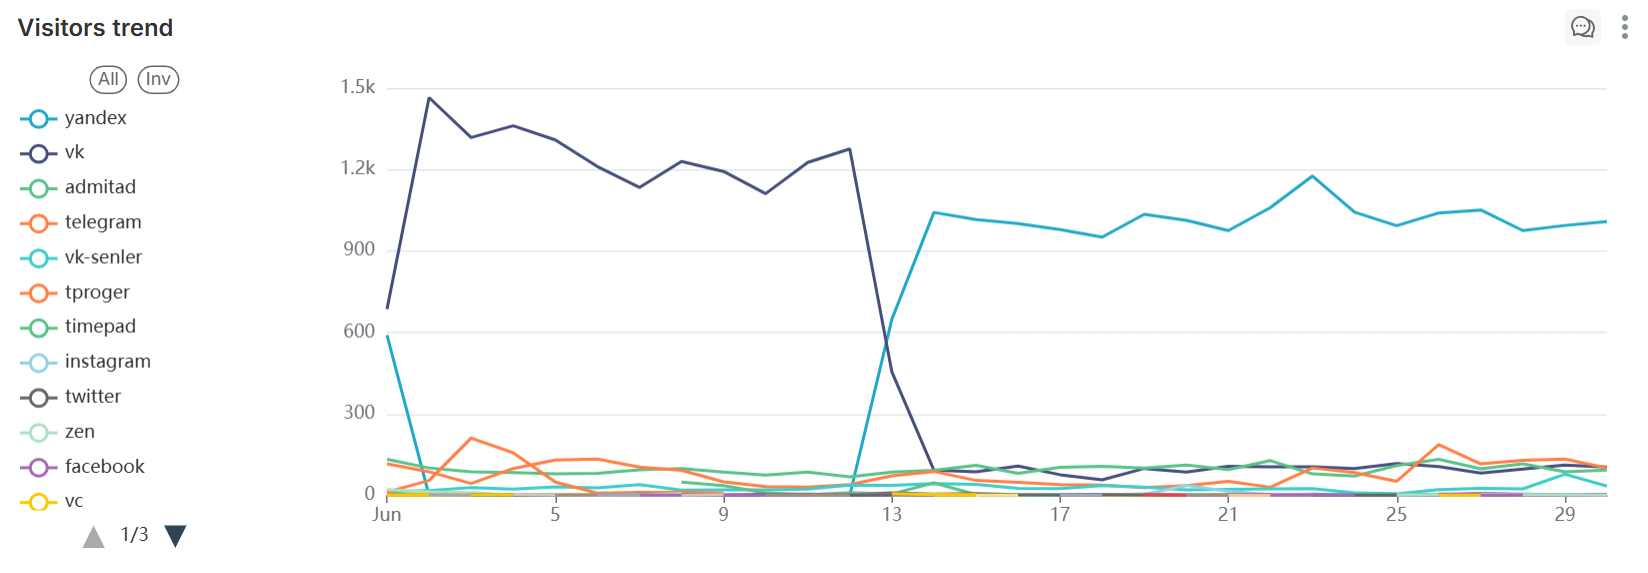 Visitors trend
All Inv
yandex
vk
admitad
telegram
vk-senler
tproger
timepad
instagram
twitter
zen
facebook
vc
1/3
1.5k
1.2k
900
600
300
0
Jun 5 9 13 17 21 25 29